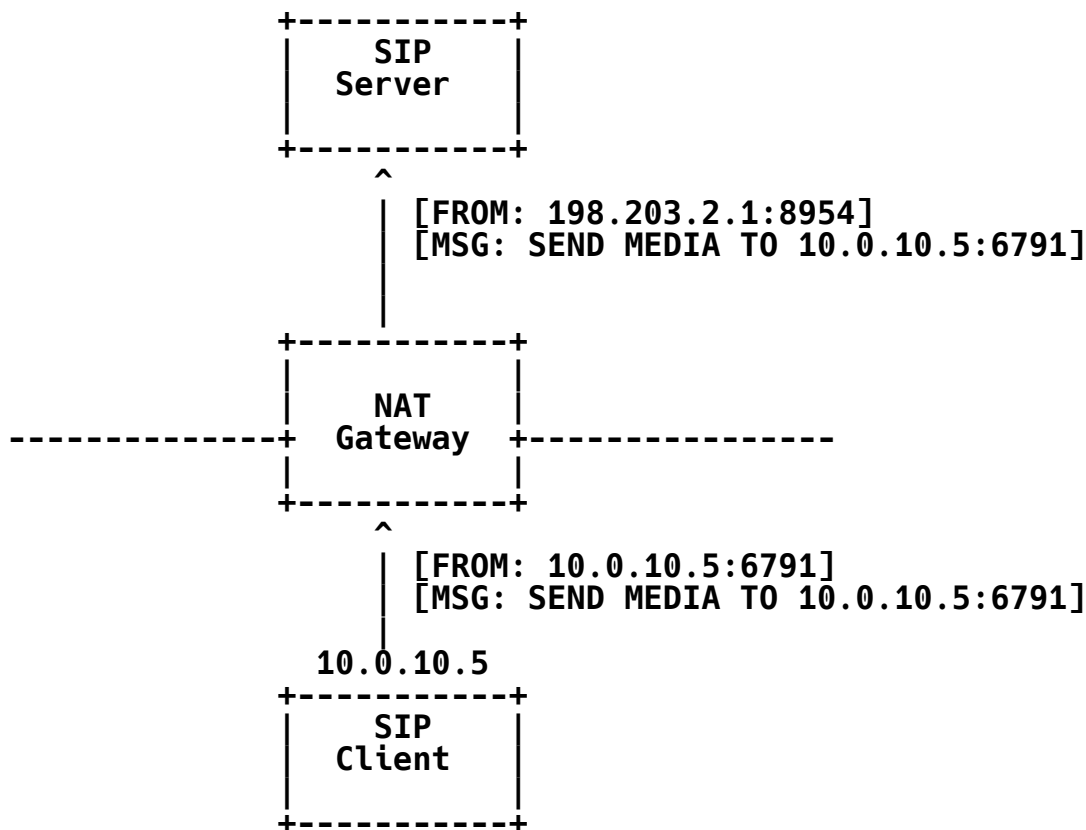 SIP
Server
[FROM: 198.203.2.1:8954]
[MSG: SEND MEDIA TO 10.0.10.5:6791]
NAT
Gateway
[FROM: 10.0.10.5:6791]
[MSG: SEND MEDIA TO 10.0.10.5:6791]
10.0.10.5
SIP
Client